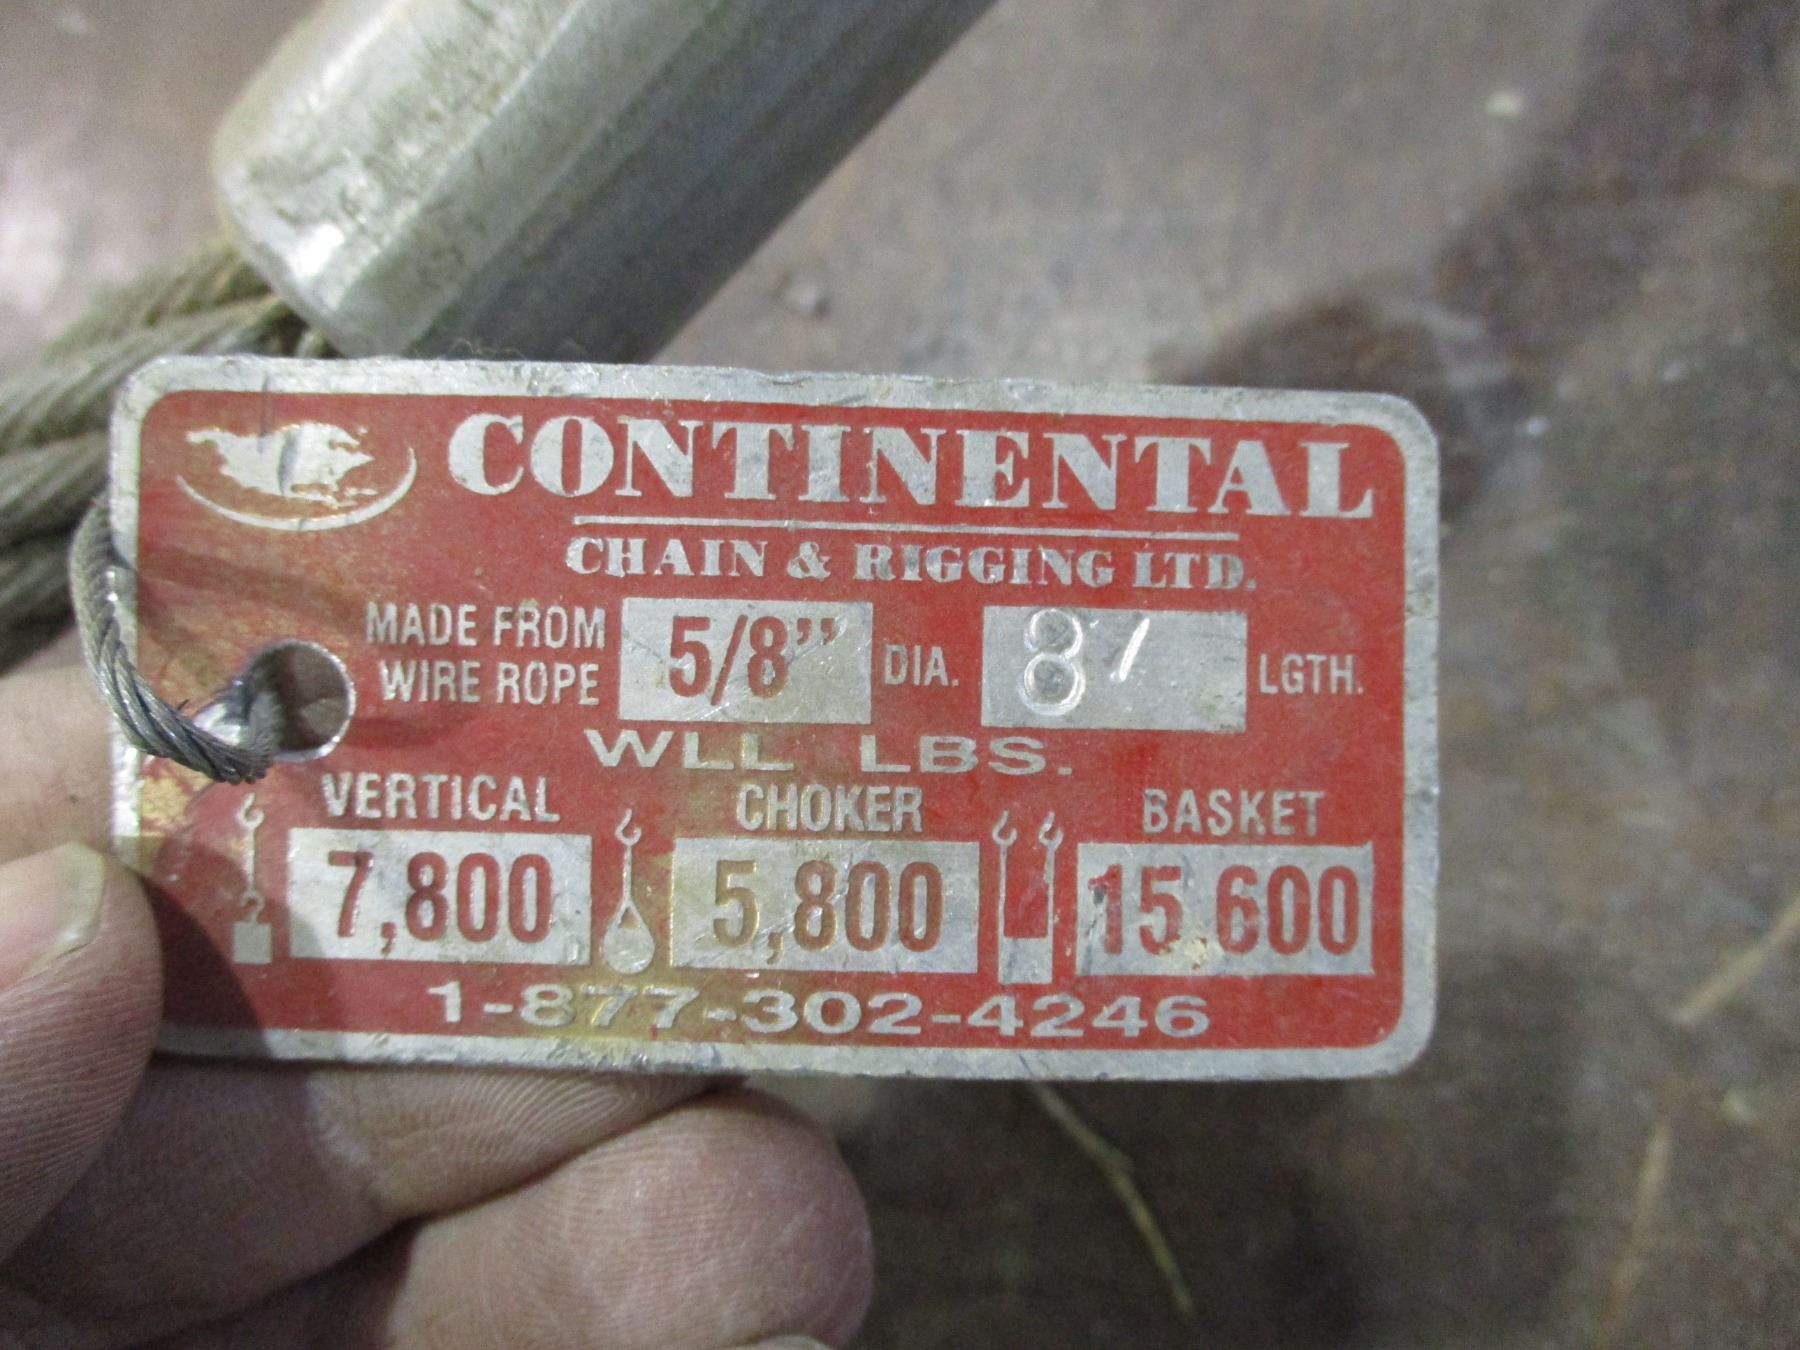 CONTINENTAL
CHAIN & RIGGING LTD.
MADE FROM
WIRE ROPE
5/8" DIA. 8' LGTH.
WLL LBS.
VERTICAL CHOKER BASKET
7,800 5,800 15 600
1-877-302-4246